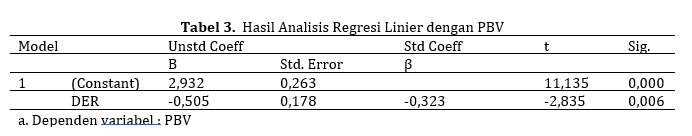 Tabel 3. Hasil Analisis Regresi Linier dengan PBV
Model Unstd Coeff Std Coeff t Sig.
B Std. Error β
1 (Constant) 2,932 0,263 11,135 0,000
DER -0,505 0,178 -0,323 -2,835 0,006
a. Dependen variabel : PBV